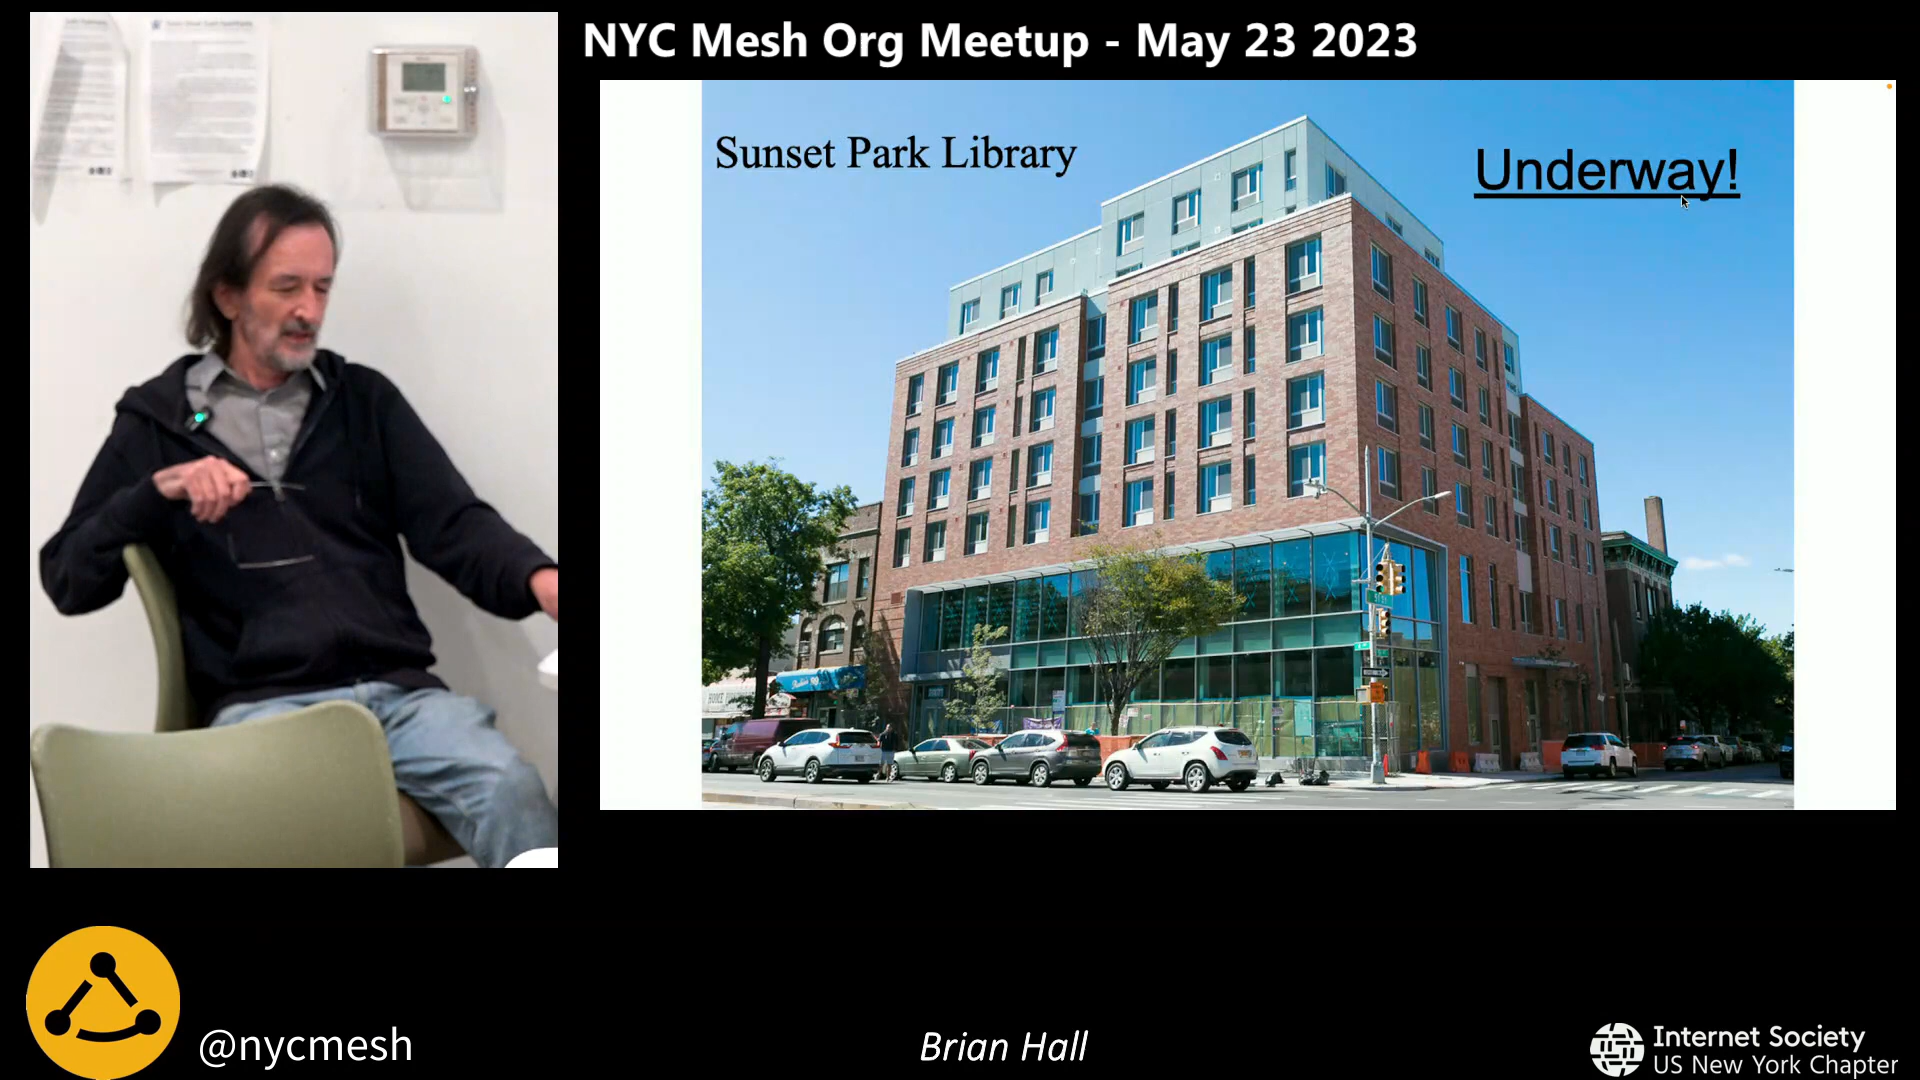 NYC Mesh Org Meetup - May 23 2023
Sunset Park Library
Underway!
@nycmesh
Brian Hall
Internet Society
US New York Chapter